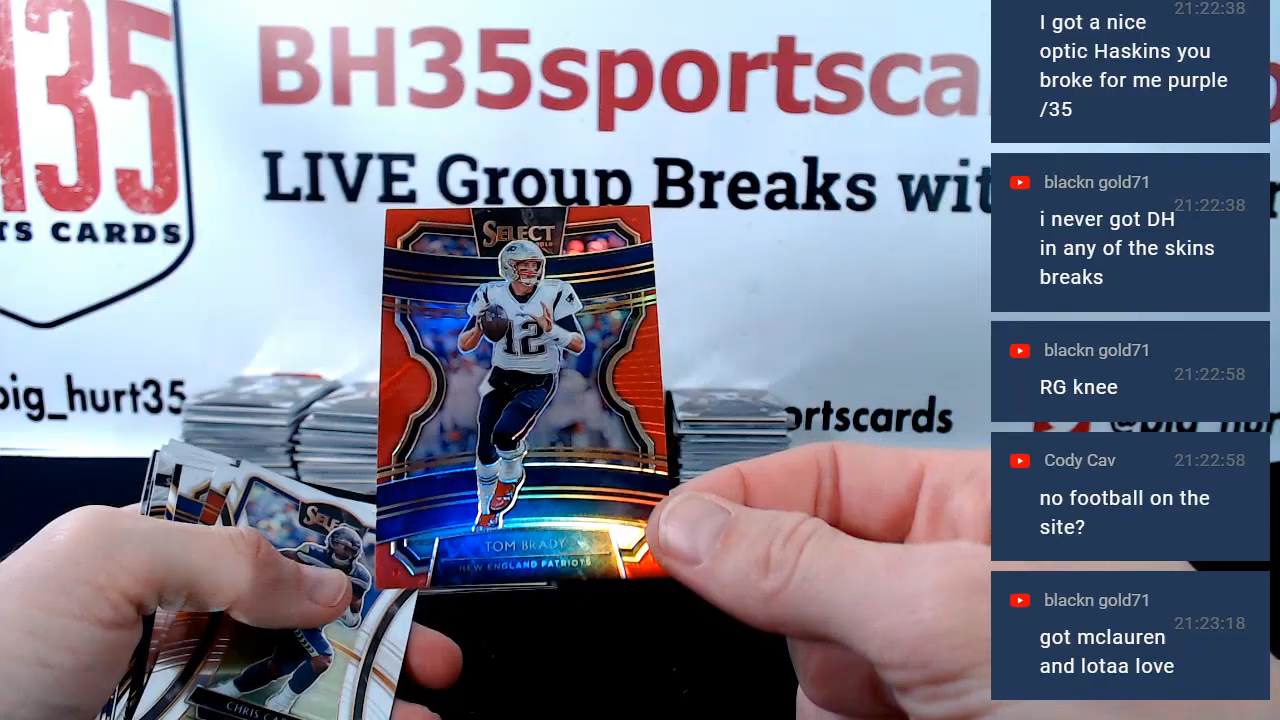 135
TS CARDS
BH35sportsca
LIVE Group Breaks wit
big_hurt35
ortscards
@big_hur
SELECT
12
TOM BRADY
NEW ENGLAND PATRIOTS
CHRIS
21:22:38
I got a nice
optic Haskins you
broke for me purple
/35
blackn gold71
21:22:38
i never got DH
in any of the skins
breaks
blackn gold71
21:22:58
RG knee
Cody Cav
21:22:58
no football on the
site?
blackn gold71
21:23:18
got mclauren
and lotaa love